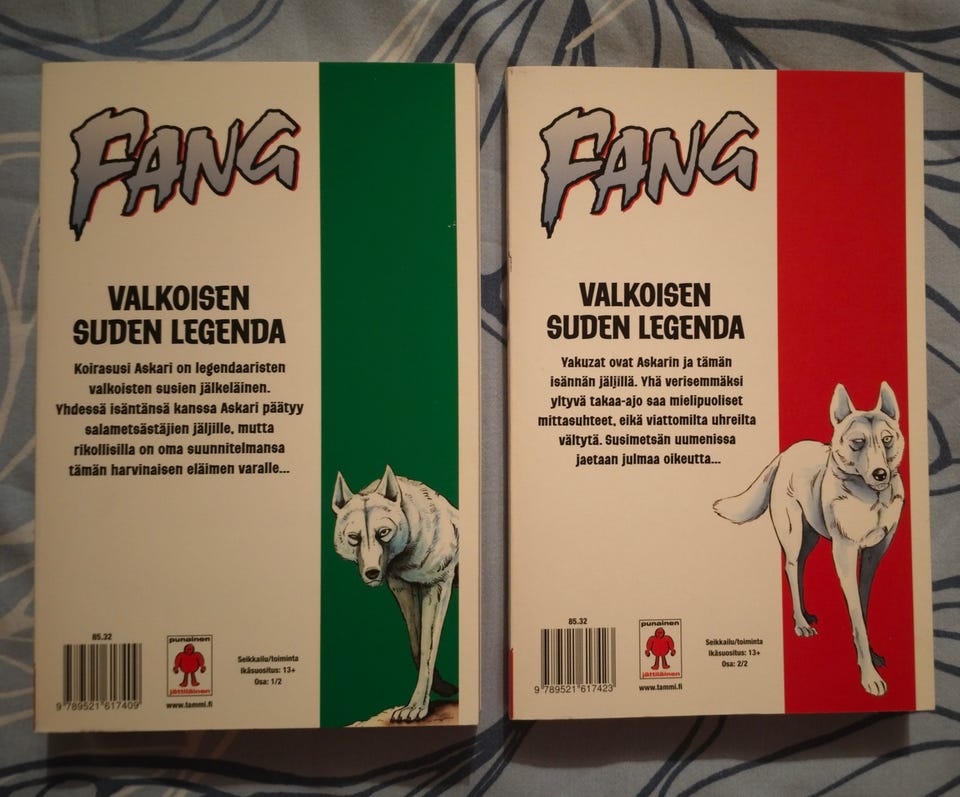 FANG
VALKOISEN
SUDEN LEGENDA
Koirasusi Askari on legendaaristen
valkoisten susien jälkeläinen.
Yhdessä isäntänsä kanssa Askari päätyy
salametsästäjien jäljille, mutta
rikollisilla on oma suunnitelmansa
tämän harvinaisen eläimen varalle...
85.32
9 789521 617409
punainen
jättiläinen
www.tammi.fi
Seikkailu/toiminta
Ikäsuositus: 13+
Osa: 1/2
FANG
VALKOISEN
SUDEN LEGENDA
Yakuzat ovat Askarin ja tämän
isännän jäljillä. Yhä verisemmäksi
yltyvä takaa-ajo saa mielipuoliset
mittasuhteet, eikä viattomilta uhreilta
vältytä. Susimetsän uumenissa
jaetaan julmaa oikeutta...
85.32
9 789521 617423
punainen
jättiläinen
www.tammi.fi
Seikkailu/toiminta
Ikäsuositus: 13+
Osa: 2/2